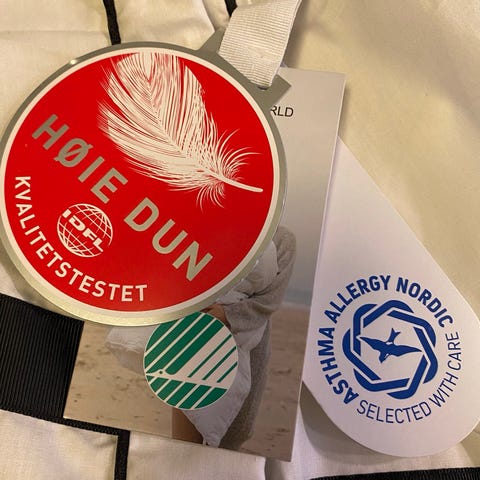 HØIE DUN
IDFL
KVALITETSTESTET
RLD
ASTHMA ALLERGY NORDIC
SELECTED WITH CARE